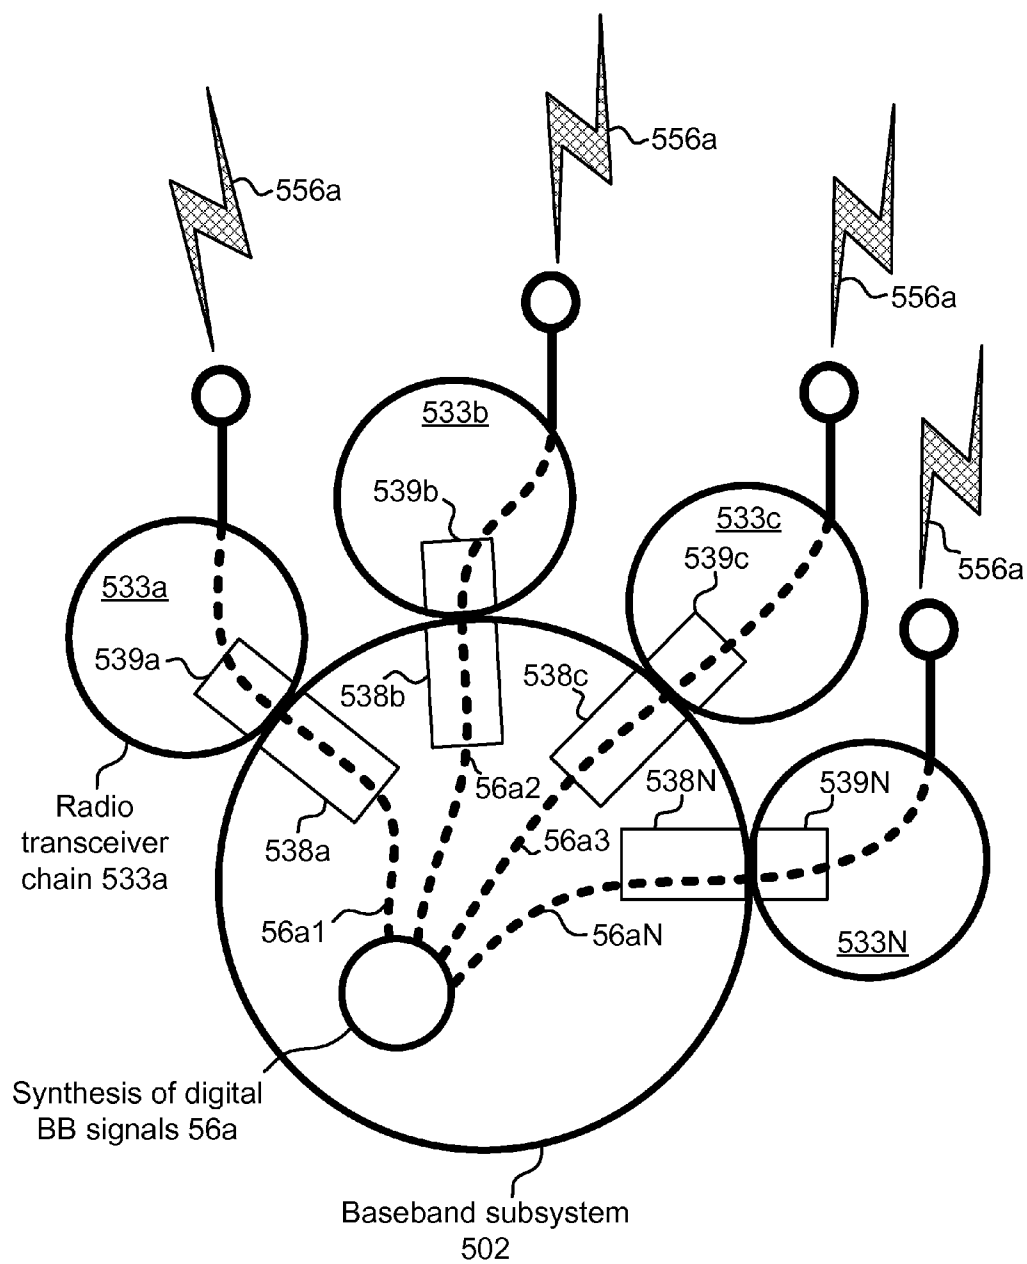 556a
556a
556a
556a
533b
539b
533c
539c
533a
539a
538b
538c
56a2
538N
539N
Radio
transceiver
chain 533a
538a
56a3
56a1
56aN
533N
Synthesis of digital
BB signals 56a
Baseband subsystem
502